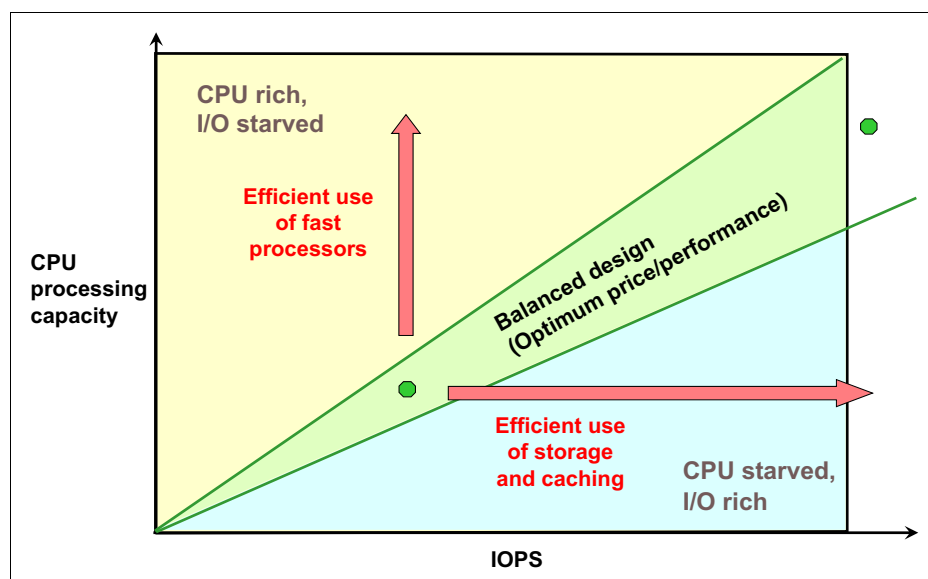 CPU rich,
I/O starved
Efficient use
of fast
processors
CPU
processing
capacity
Balanced design
(Optimum price/performance)
Efficient use
of storage
and caching
CPU starved,
I/O rich
IOPS